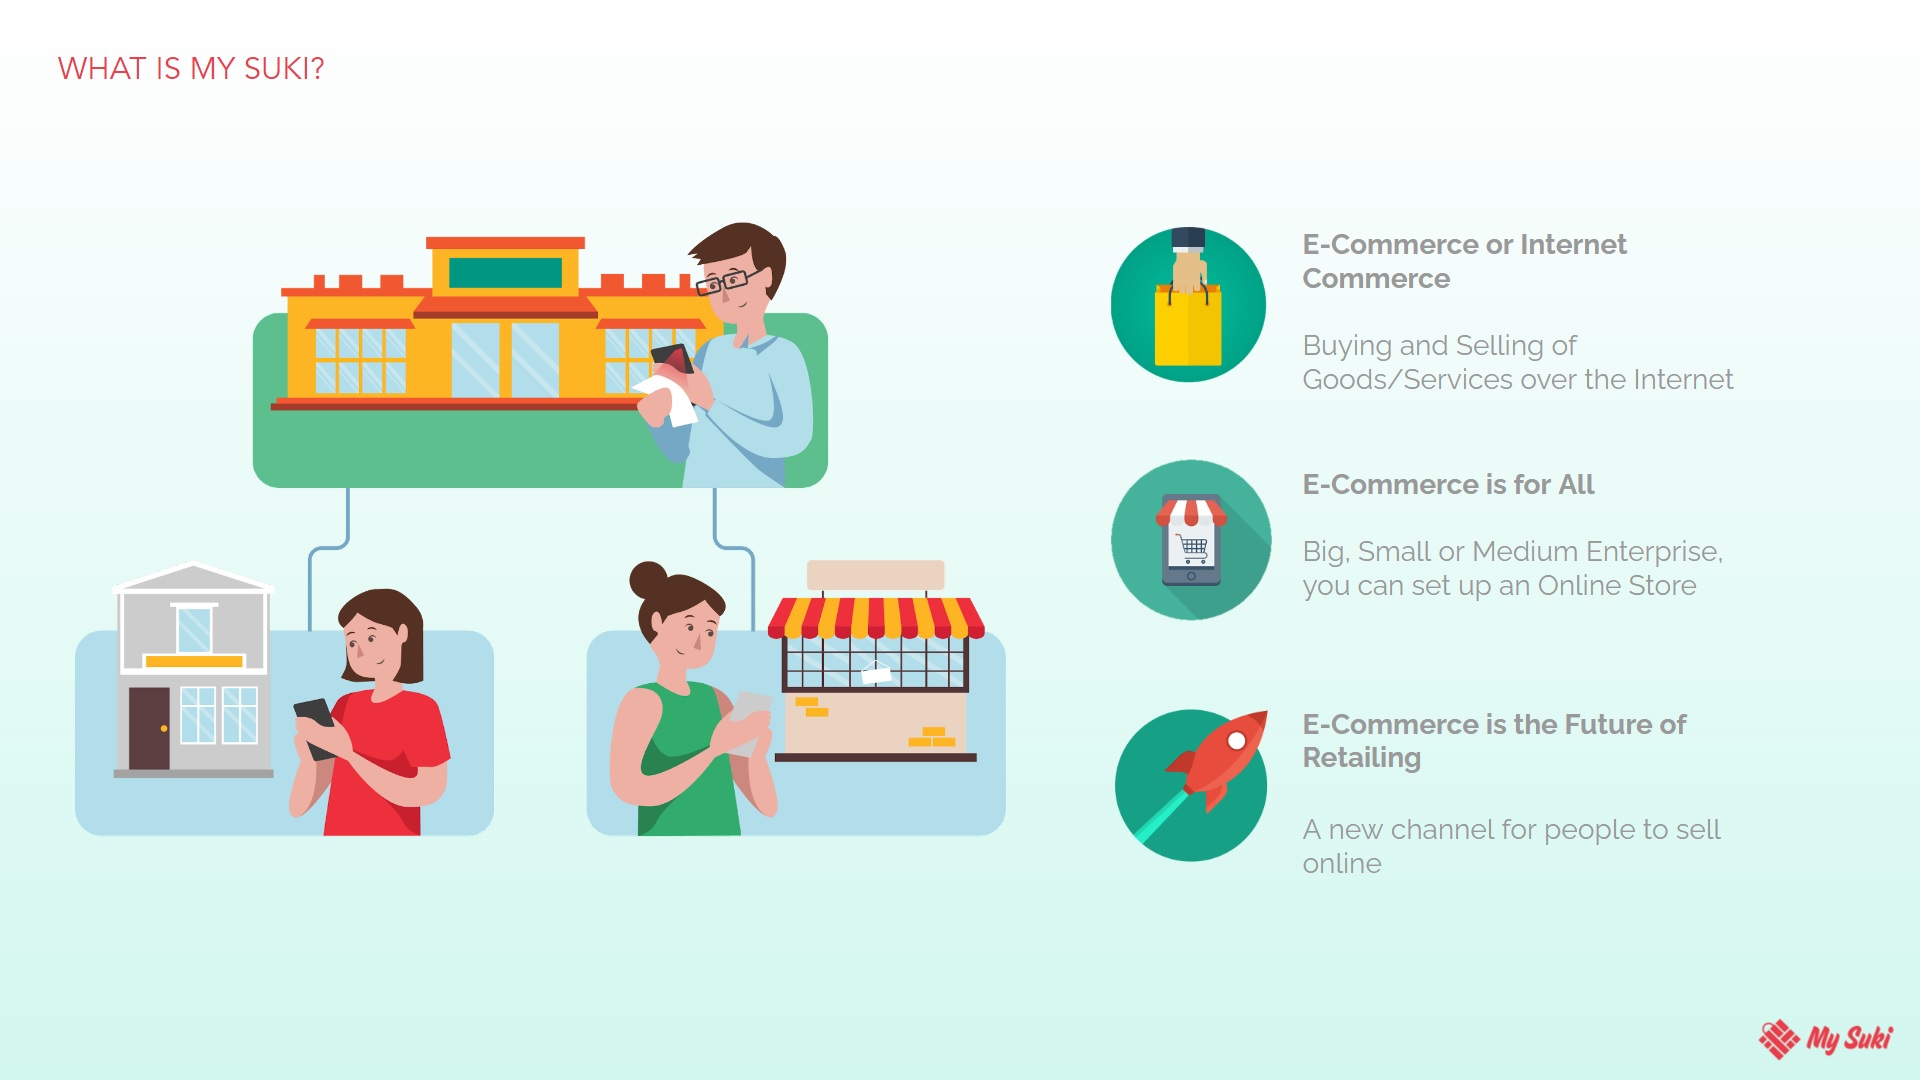 WHAT IS MY SUKI?
E-Commerce or Internet
Commerce
Buying and Selling of
Goods/Services over the Internet
E-Commerce is for All
Big, Small or Medium Enterprise,
you can set up an Online Store
E-Commerce is the Future of
Retailing
A new channel for people to sell
online
My Suki